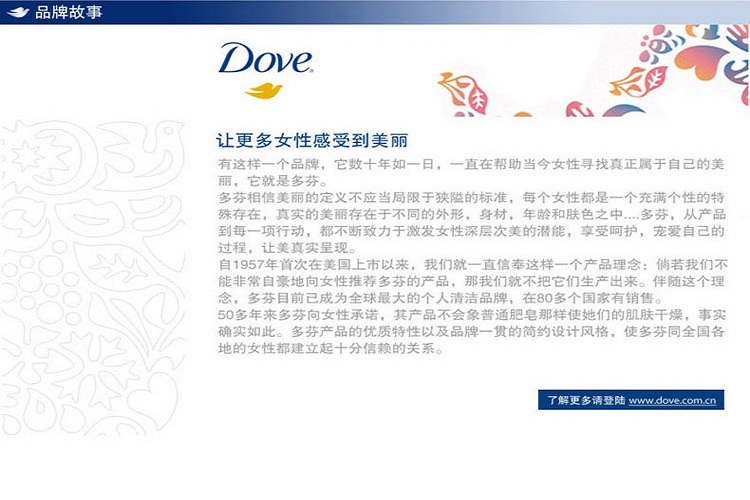 品牌故事
Dove®
让更多女性感受到美丽
有这样一个品牌，它数十年如一日，一直在帮助当今女性寻找真正属于自己的美
丽，它就是多芬。
多芬相信美丽的定义不应当局限于狭隘的标准，每个女性都是一个充满个性的特
殊存在，真实的美丽存在于不同的外形，身材，年龄和肤色之中....多芬，从产品
到每一项行动，都不断致力于激发女性深层次美的潜能，享受呵护，宠爱自己的
过程，让美真实呈现。
自1957年首次在美国上市以来，我们就一直信奉这样一个产品理念：倘若我们不
能非常自豪地向女性推荐多芬的产品，那我们就不把它们生产出来。伴随这个理
念，多芬目前已成为全球最大的个人清洁品牌，在80多个国家有销售。
50多年来多芬向女性承诺，其产品不会象普通肥皂那样使她们的肌肤干燥，事实
确实如此。多芬产品的优质特性以及品牌一贯的简约设计风格，使多芬同全国各
地的女性都建立起十分信赖的关系。
了解更多请登陆 www.dove.com.cn